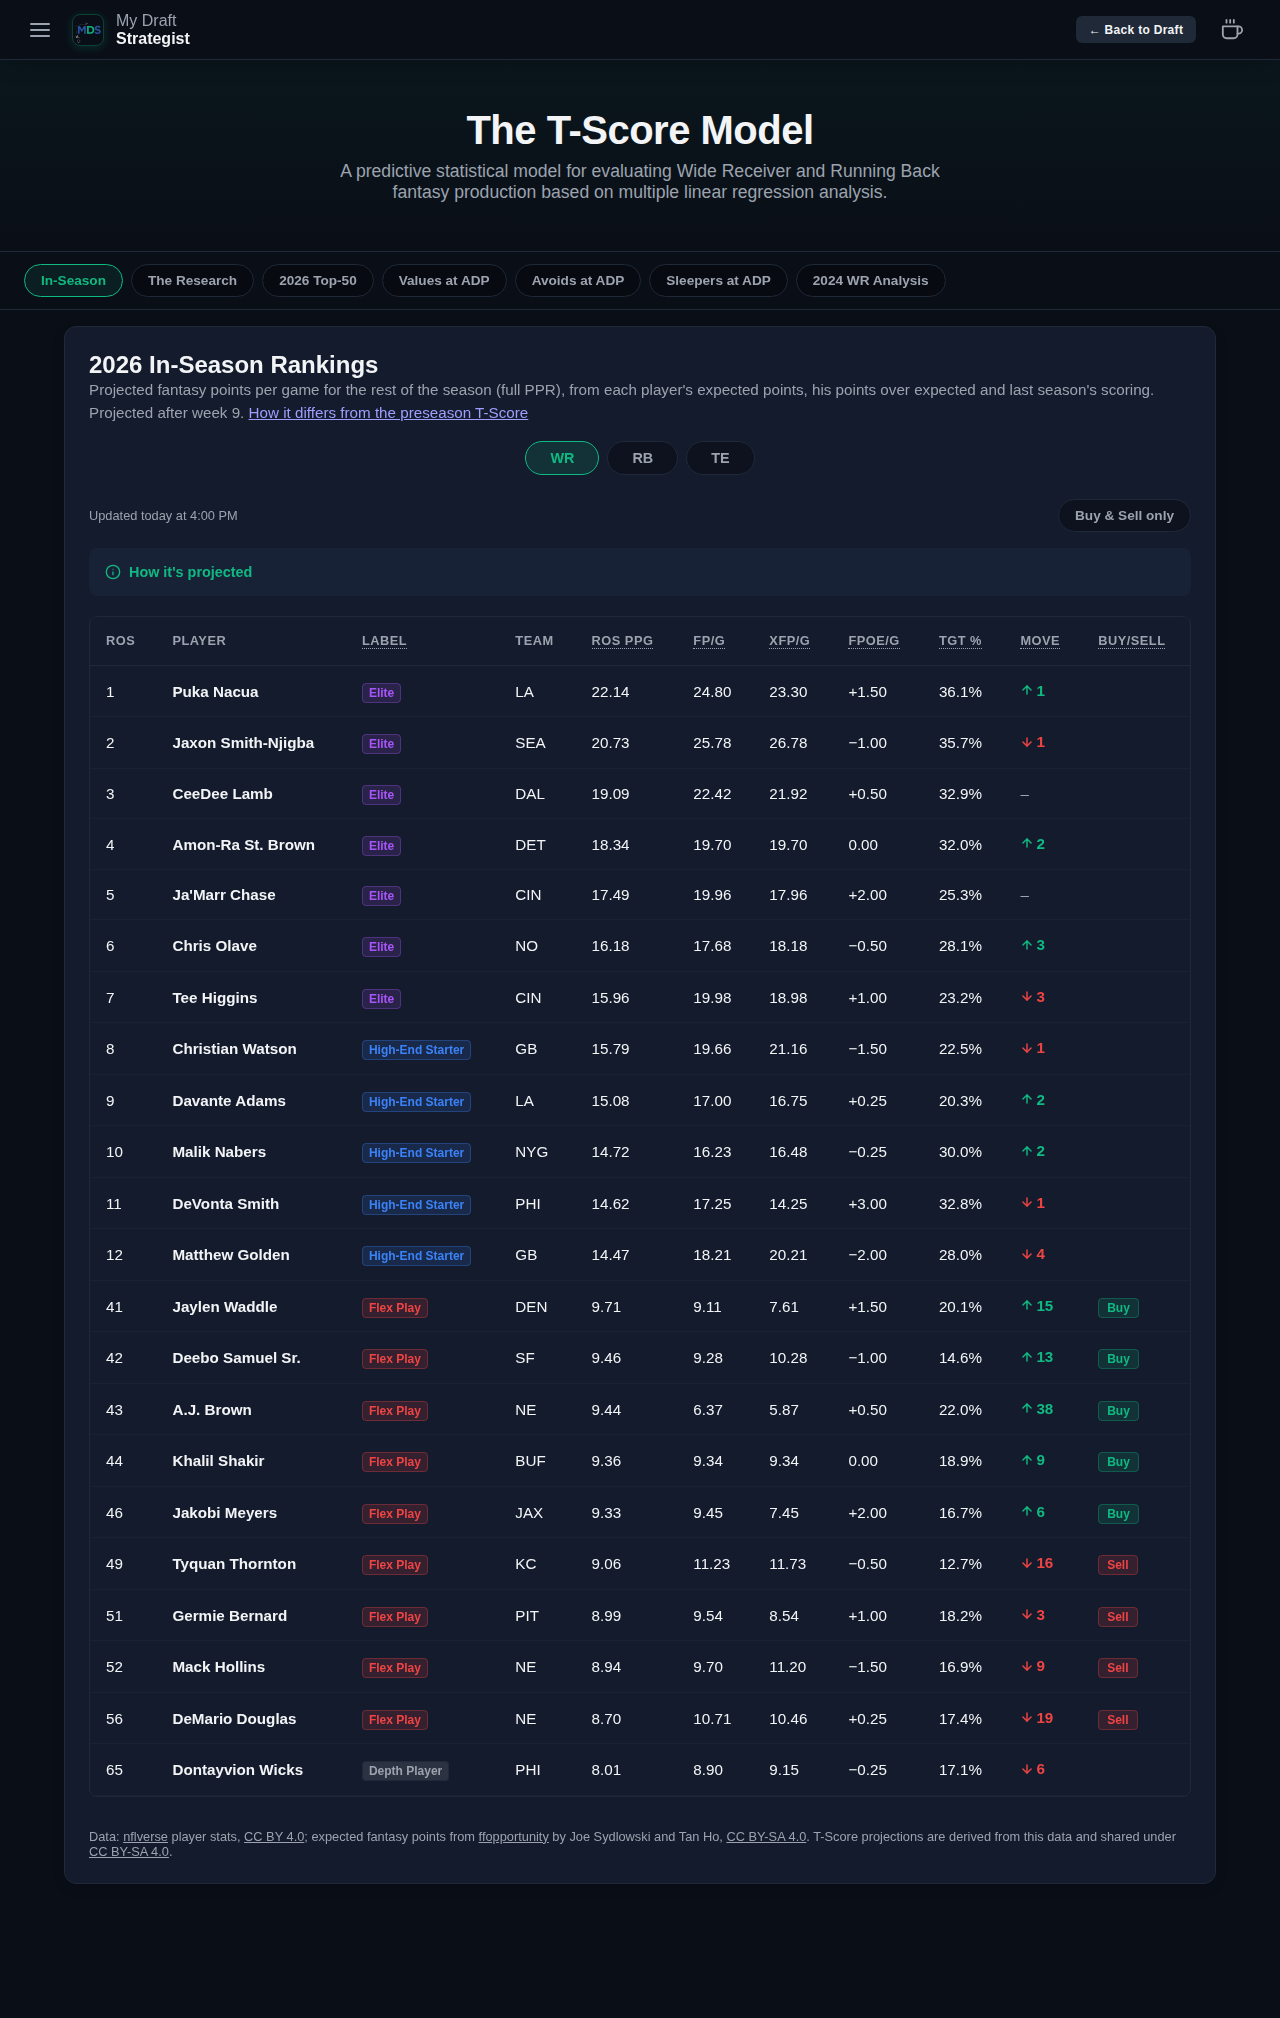 MDS
My Draft
Strategist
← Back to Draft
The T-Score Model
A predictive statistical model for evaluating Wide Receiver and Running Back
fantasy production based on multiple linear regression analysis.
In-Season The Research 2026 Top-50 Values at ADP Avoids at ADP Sleepers at ADP 2024 WR Analysis
2026 In-Season Rankings
Projected fantasy points per game for the rest of the season (full PPR), from each player's expected points, his points over expected and last season's scoring.
Projected after week 9. How it differs from the preseason T-Score
WR RB TE
Updated today at 4:00 PM Buy & Sell only
How it's projected
ROS PLAYER LABEL TEAM ROS PPG FP/G XFP/G FPOE/G TGT % MOVE BUY/SELL
1 Puka Nacua Elite LA 22.14 24.80 23.30 +1.50 36.1% ↑ 1
2 Jaxon Smith-Njigba Elite SEA 20.73 25.78 26.78 −1.00 35.7% ↓ 1
3 CeeDee Lamb Elite DAL 19.09 22.42 21.92 +0.50 32.9% –
4 Amon-Ra St. Brown Elite DET 18.34 19.70 19.70 0.00 32.0% ↑ 2
5 Ja'Marr Chase Elite CIN 17.49 19.96 17.96 +2.00 25.3% –
6 Chris Olave Elite NO 16.18 17.68 18.18 −0.50 28.1% ↑ 3
7 Tee Higgins Elite CIN 15.96 19.98 18.98 +1.00 23.2% ↓ 3
8 Christian Watson High-End Starter GB 15.79 19.66 21.16 −1.50 22.5% ↓ 1
9 Davante Adams High-End Starter LA 15.08 17.00 16.75 +0.25 20.3% ↑ 2
10 Malik Nabers High-End Starter NYG 14.72 16.23 16.48 −0.25 30.0% ↑ 2
11 DeVonta Smith High-End Starter PHI 14.62 17.25 14.25 +3.00 32.8% ↓ 1
12 Matthew Golden High-End Starter GB 14.47 18.21 20.21 −2.00 28.0% ↓ 4
41 Jaylen Waddle Flex Play DEN 9.71 9.11 7.61 +1.50 20.1% ↑ 15 Buy
42 Deebo Samuel Sr. Flex Play SF 9.46 9.28 10.28 −1.00 14.6% ↑ 13 Buy
43 A.J. Brown Flex Play NE 9.44 6.37 5.87 +0.50 22.0% ↑ 38 Buy
44 Khalil Shakir Flex Play BUF 9.36 9.34 9.34 0.00 18.9% ↑ 9 Buy
46 Jakobi Meyers Flex Play JAX 9.33 9.45 7.45 +2.00 16.7% ↑ 6 Buy
49 Tyquan Thornton Flex Play KC 9.06 11.23 11.73 −0.50 12.7% ↓ 16 Sell
51 Germie Bernard Flex Play PIT 8.99 9.54 8.54 +1.00 18.2% ↓ 3 Sell
52 Mack Hollins Flex Play NE 8.94 9.70 11.20 −1.50 16.9% ↓ 9 Sell
56 DeMario Douglas Flex Play NE 8.70 10.71 10.46 +0.25 17.4% ↓ 19 Sell
65 Dontayvion Wicks Depth Player PHI 8.01 8.90 9.15 −0.25 17.1% ↓ 6
Data: nflverse player stats, CC BY 4.0; expected fantasy points from ffopportunity by Joe Sydlowski and Tan Ho, CC BY-SA 4.0. T-Score projections are derived from this data and shared under
CC BY-SA 4.0.